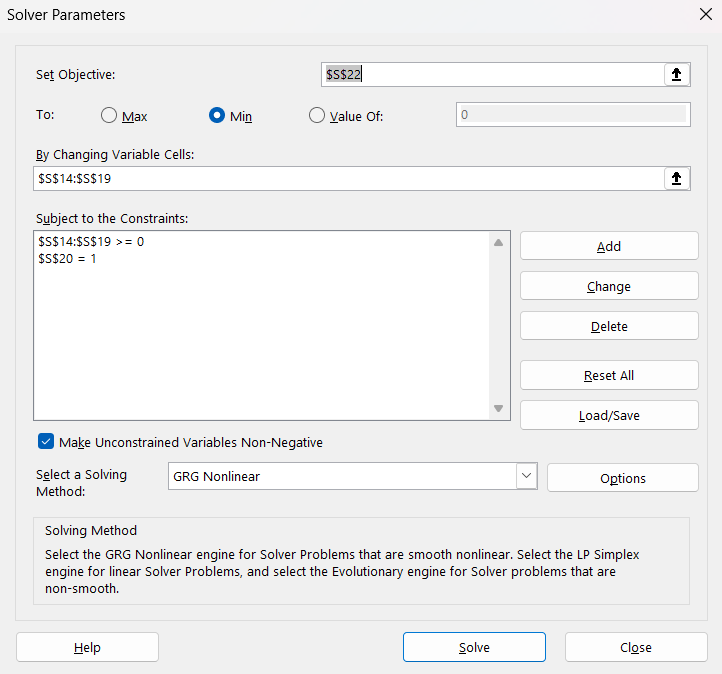 Solver Parameters
Set Objective:
$S$22
To:
Max
Min
Value Of:
0
By Changing Variable Cells:
$S$14:$S$19
Subject to the Constraints:
$S$14:$S$19 >= 0
$S$20 = 1
Add
Change
Delete
Reset All
Load/Save
Make Unconstrained Variables Non-Negative
Select a Solving
Method:
GRG Nonlinear
Options
Solving Method
Select the GRG Nonlinear engine for Solver Problems that are smooth nonlinear. Select the LP Simplex
engine for linear Solver Problems, and select the Evolutionary engine for Solver problems that are
non-smooth.
Help
Solve
Close